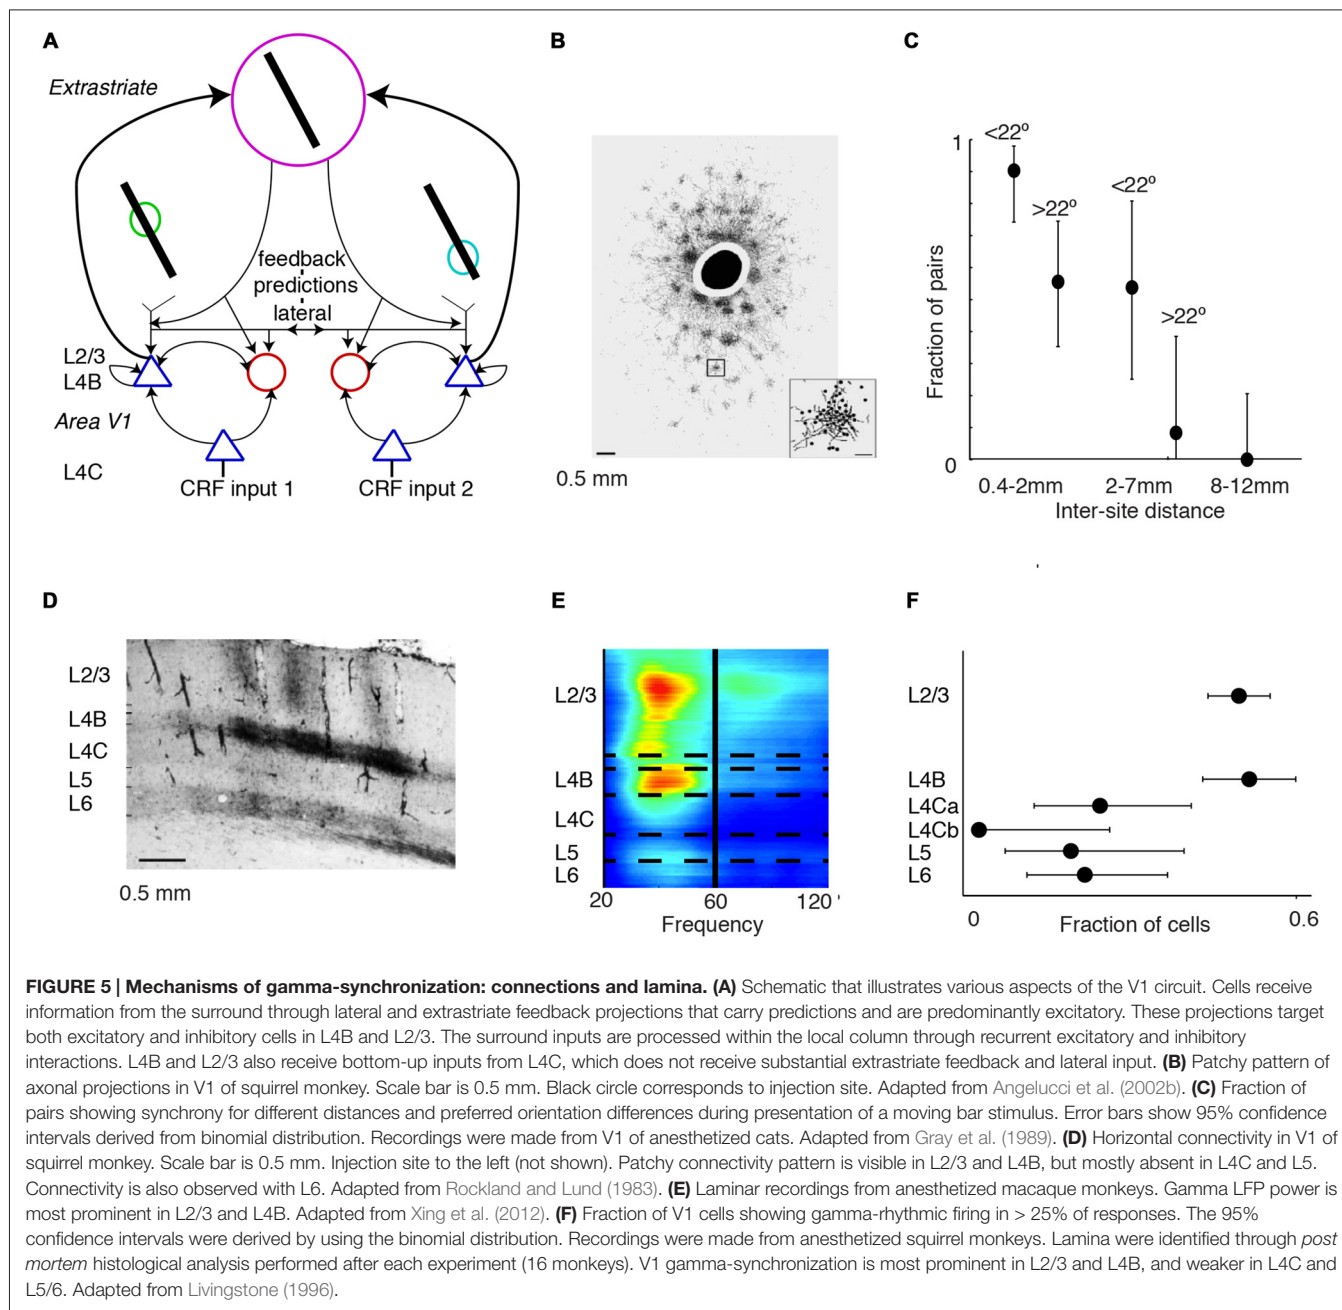 A
Extrastriate
feedback
predictions
lateral
L2/3
L4B
Area V1
L4C
CRF input 1
CRF input 2
B
0.5 mm
C
1
<22º
>22º
<22º
>22º
Fraction of pairs
0
0.4-2mm
2-7mm
8-12mm
Inter-site distance
D
L2/3
L4B
L4C
L5
L6
0.5 mm
E
L2/3
L4B
L4C
L5
L6
20
60
120
Frequency
F
L2/3
L4B
L4Ca
L4Cb
L5
L6
0
Fraction of cells
0.6
FIGURE 5 | Mechanisms of gamma-synchronization: connections and lamina. (A) Schematic that illustrates various aspects of the V1 circuit. Cells receive
information from the surround through lateral and extrastriate feedback projections that carry predictions and are predominantly excitatory. These projections target
both excitatory and inhibitory cells in L4B and L2/3. The surround inputs are processed within the local column through recurrent excitatory and inhibitory
interactions. L4B and L2/3 also receive bottom-up inputs from L4C, which does not receive substantial extrastriate feedback and lateral input. (B) Patchy pattern of
axonal projections in V1 of squirrel monkey. Scale bar is 0.5 mm. Black circle corresponds to injection site. Adapted from Angelucci et al. (2002b). (C) Fraction of
pairs showing synchrony for different distances and preferred orientation differences during presentation of a moving bar stimulus. Error bars show 95% confidence
intervals derived from binomial distribution. Recordings were made from V1 of anesthetized cats. Adapted from Gray et al. (1989). (D) Horizontal connectivity in V1 of
squirrel monkey. Scale bar is 0.5 mm. Injection site to the left (not shown). Patchy connectivity pattern is visible in L2/3 and L4B, but mostly absent in L4C and L5.
Connectivity is also observed with L6. Adapted from Rockland and Lund (1983). (E) Laminar recordings from anesthetized macaque monkeys. Gamma LFP power is
most prominent in L2/3 and L4B. Adapted from Xing et al. (2012). (F) Fraction of V1 cells showing gamma-rhythmic firing in > 25% of responses. The 95%
confidence intervals were derived by using the binomial distribution. Recordings were made from anesthetized squirrel monkeys. Lamina were identified through post
mortem histological analysis performed after each experiment (16 monkeys). V1 gamma-synchronization is most prominent in L2/3 and L4B, and weaker in L4C and
L5/6. Adapted from Livingstone (1996).